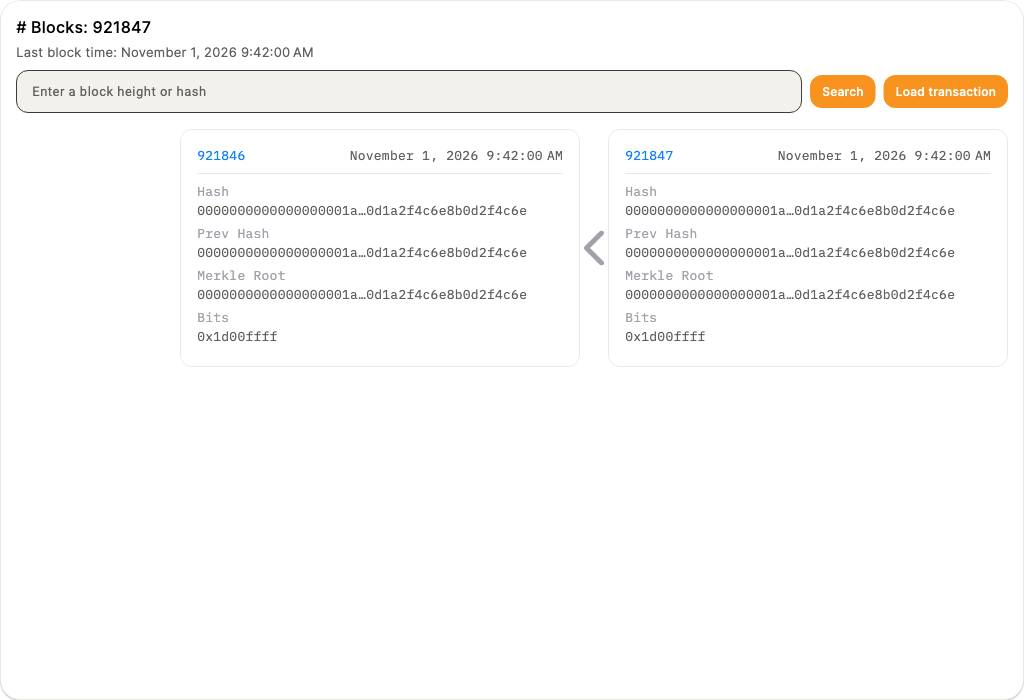 # Blocks: 921847
Last block time: November 1, 2026 9:42:00 AM
Enter a block height or hash
Search
Load transaction
921846 November 1, 2026 9:42:00 AM
Hash
0000000000000000001a…0d1a2f4c6e8b0d2f4c6e
Prev Hash
0000000000000000001a…0d1a2f4c6e8b0d2f4c6e
Merkle Root
0000000000000000001a…0d1a2f4c6e8b0d2f4c6e
Bits
0x1d00ffff
921847 November 1, 2026 9:42:00 AM
Hash
0000000000000000001a…0d1a2f4c6e8b0d2f4c6e
Prev Hash
0000000000000000001a…0d1a2f4c6e8b0d2f4c6e
Merkle Root
0000000000000000001a…0d1a2f4c6e8b0d2f4c6e
Bits
0x1d00ffff